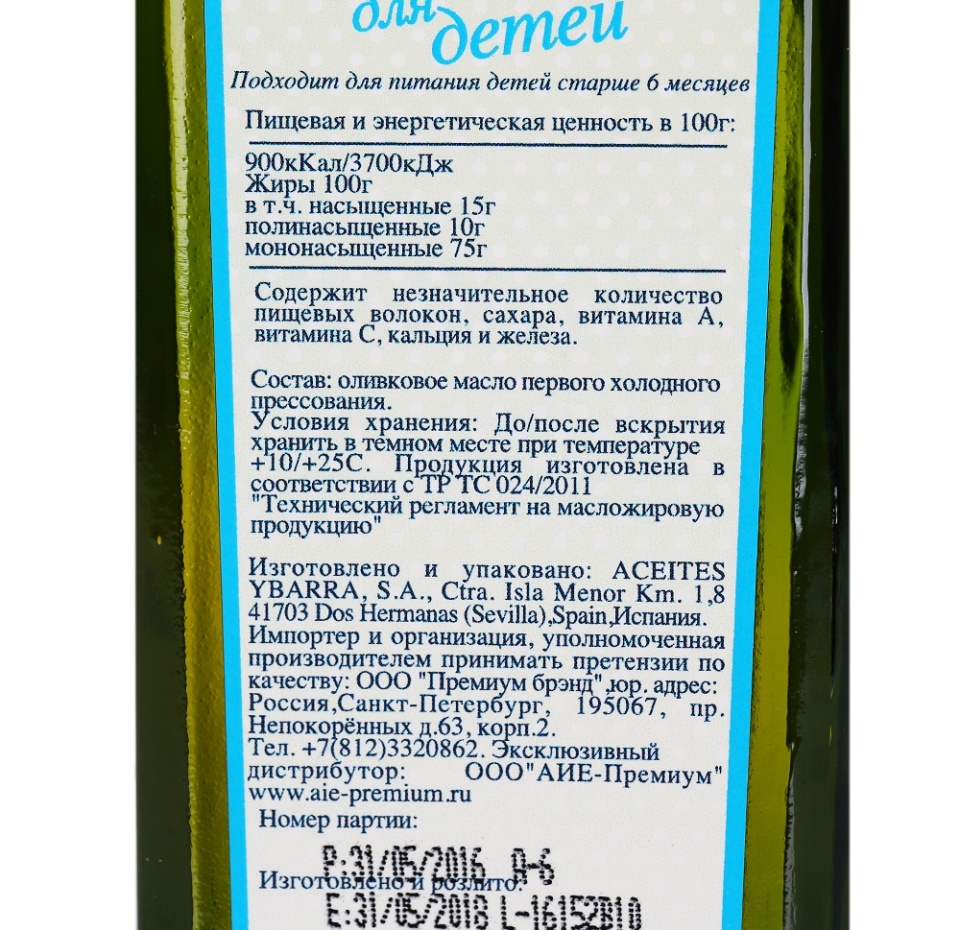 для
детей
Подходит для питания детей старше 6 месяцев
Пищевая и энергетическая ценность в 100г:
900кКал/3700кДж
Жиры 100г
в т.ч. насыщенные 15г
полинасыщенные 10г
мононасыщенные 75г
Содержит незначительное количество
пищевых волокон, сахара, витамина А,
витамина С, кальция и железа.
Состав: оливковое масло первого холодного
прессования.
Условия хранения: До/после вскрытия
хранить в темном месте при температуре
+10/+25С. Продукция изготовлена в
соответствии с ТР ТС 024/2011
"Технический регламент на масложировую
продукцию"
Изготовлено и упаковано: ACEITES
YBARRA, S.A., Ctra. Isla Menor Km. 1,8
41703 Dos Hermanas (Sevilla),Spain,Испания.
Импортер и организация, уполномоченная
производителем принимать претензии по
качеству: ООО "Премиум брэнд",юр. адрес:
Россия,Санкт-Петербург, 195067, пр.
Непокорённых д.63, корп.2.
Тел. +7(812)3320862. Эксклюзивный
дистрибутор: ООО"АИЕ-Премиум"
www.aie-premium.ru
Номер партии:
P:31/05/2016 A-6
Изготовлено и розлито:
E:31/05/2018 L-16152B10